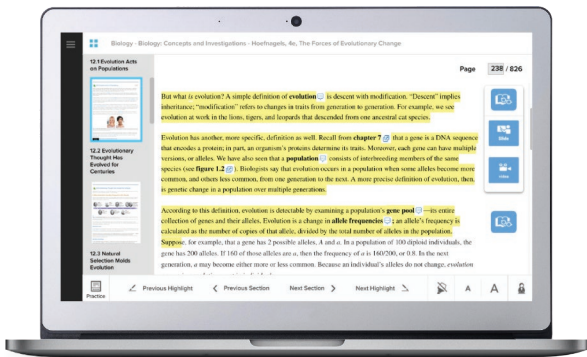 Biology - Biology: Concepts and Investigations - Hoefnagels, 4e, The Forces of Evolutionary Change
12.1 Evolution Acts
on Populations
12.2 Evolutionary
Thought Has
Evolved for
Centuries
12.3 Natural
Selection Molds
Evolution
Page 238 / 826
But what is evolution? A simple definition of evolution is descent with modification. "Descent" implies
inheritance; "modification" refers to changes in traits from generation to generation. For example, we see
evolution at work in the lions, tigers, and leopards that descended from one ancestral cat species.
Evolution has another, more specific, definition as well. Recall from chapter 7 that a gene is a DNA sequence
that encodes a protein; in part, an organism's proteins determine its traits. Moreover, each gene can have multiple
versions, or alleles. We have also seen that a population consists of interbreeding members of the same
species (see figure 1.2). Biologists say that evolution occurs in a population when some alleles become more
common, and others less common, from one generation to the next. A more precise definition of evolution, then,
is genetic change in a population over multiple generations.
According to this definition, evolution is detectable by examining a population's gene pool—its entire
collection of genes and their alleles. Evolution is a change in allele frequencies; an allele's frequency is
calculated as the number of copies of that allele, divided by the total number of alleles in the population.
Suppose, for example, that a gene has 2 possible alleles, A and a. In a population of 100 diploid individuals, the
gene has 200 alleles. If 160 of those alleles are a, then the frequency of a is 160/200, or 0.8. In the next
generation, a may become either more or less common. Because an individual's alleles do not change, evolution
Practice
Previous Highlight
Previous Section
Next Section
Next Highlight
A
A